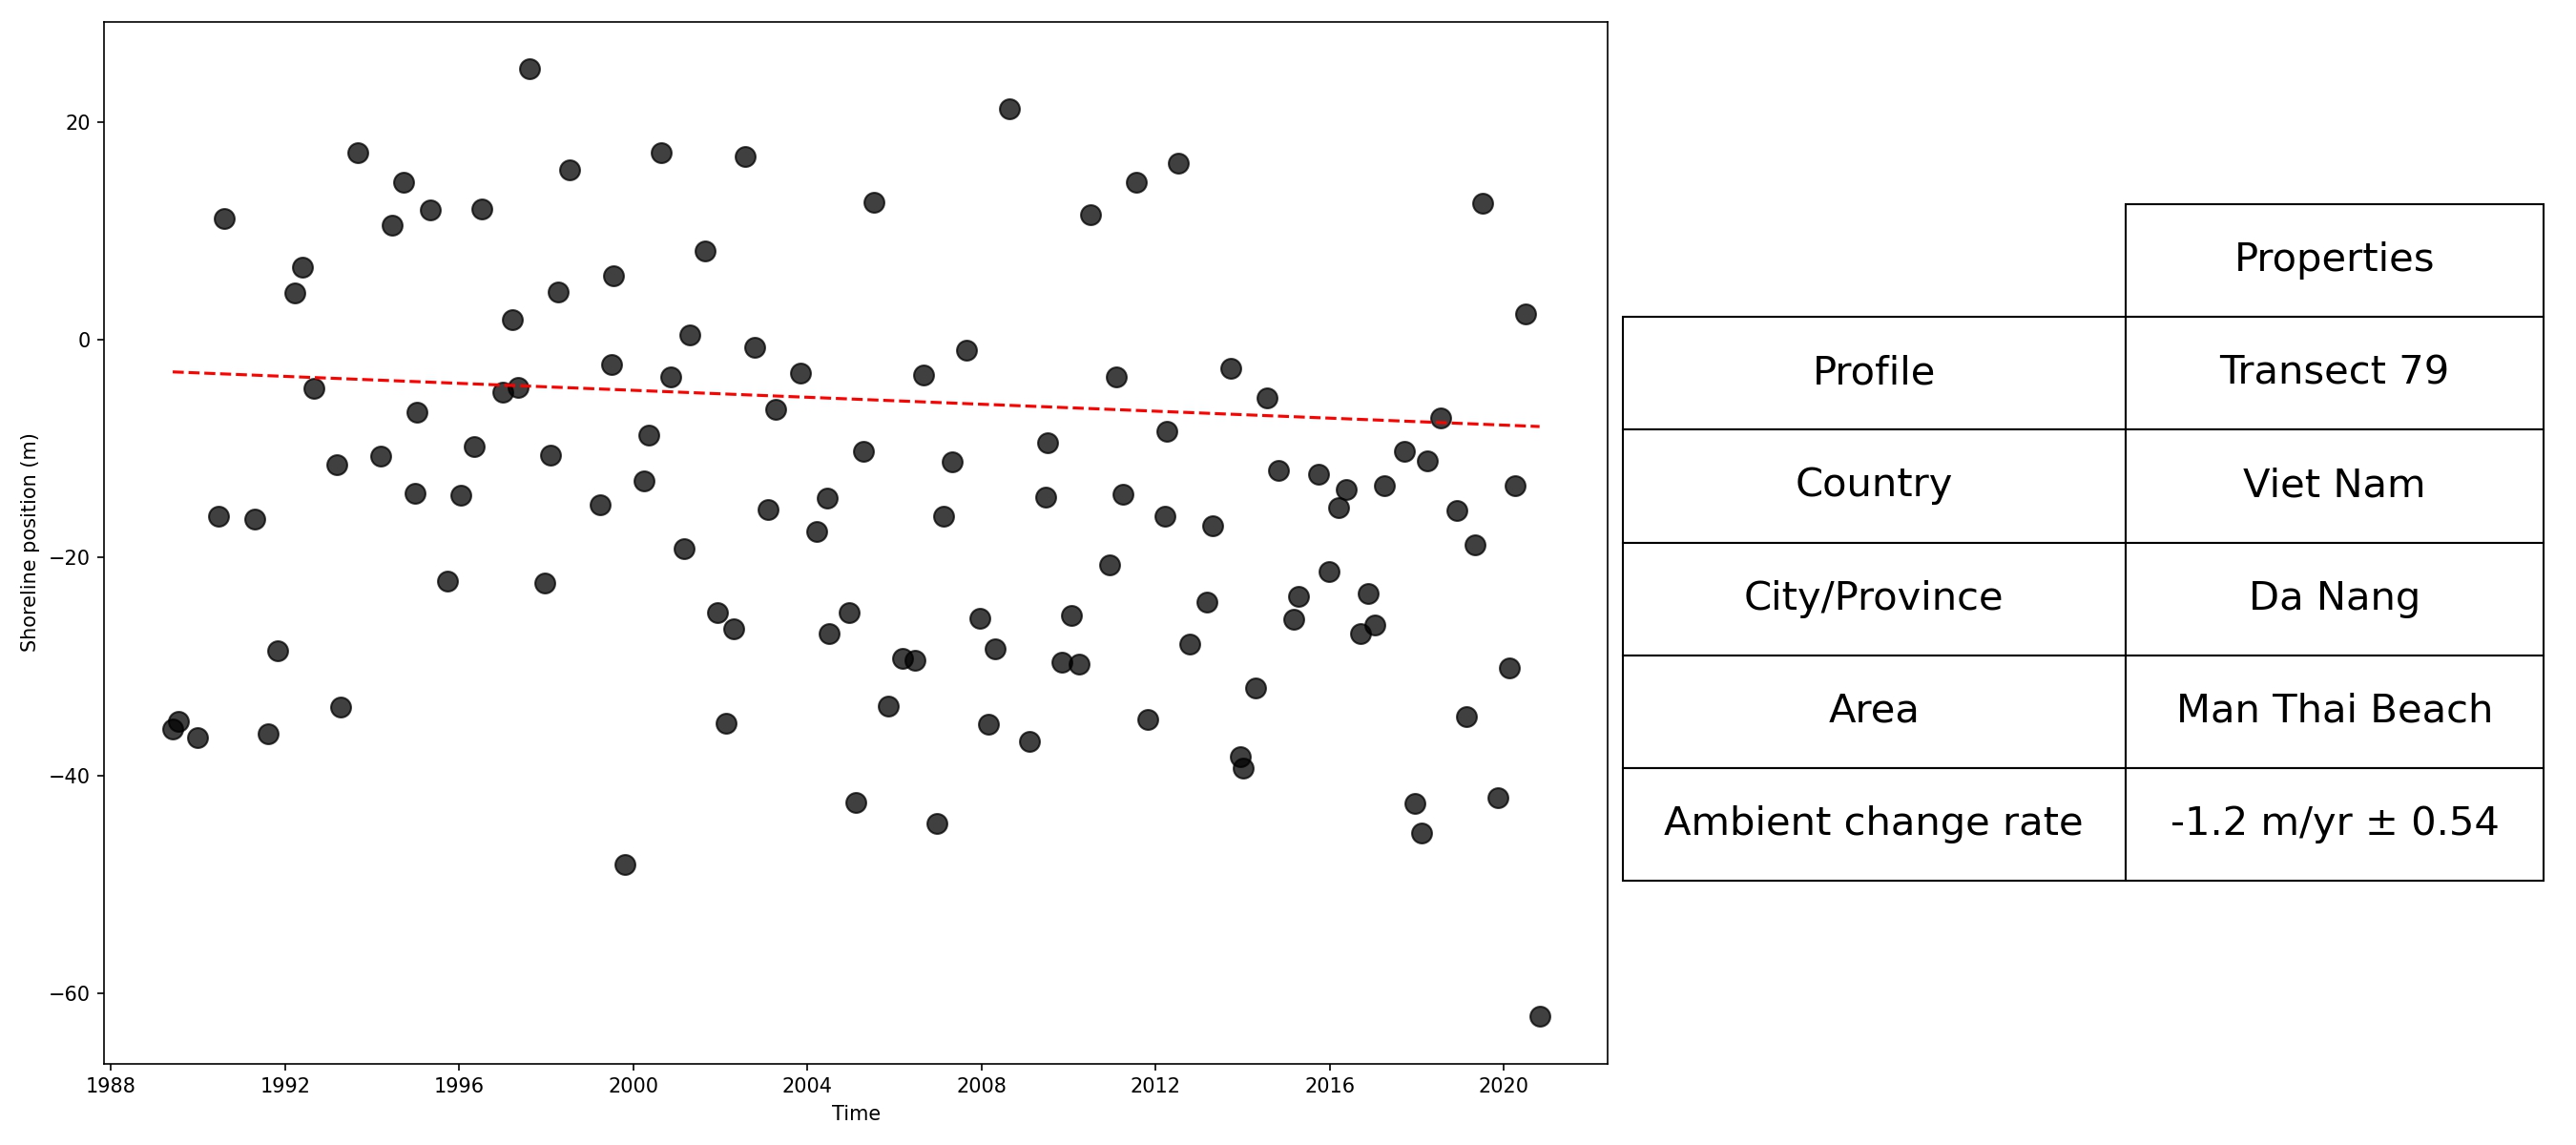 Shoreline position (m)
20
0
−20
−40
−60
1988 1992 1996 2000 2004 2008 2012 2016 2020
Time
Properties
Profile Transect 79
Country Viet Nam
City/Province Da Nang
Area Man Thai Beach
Ambient change rate -1.2 m/yr ± 0.54